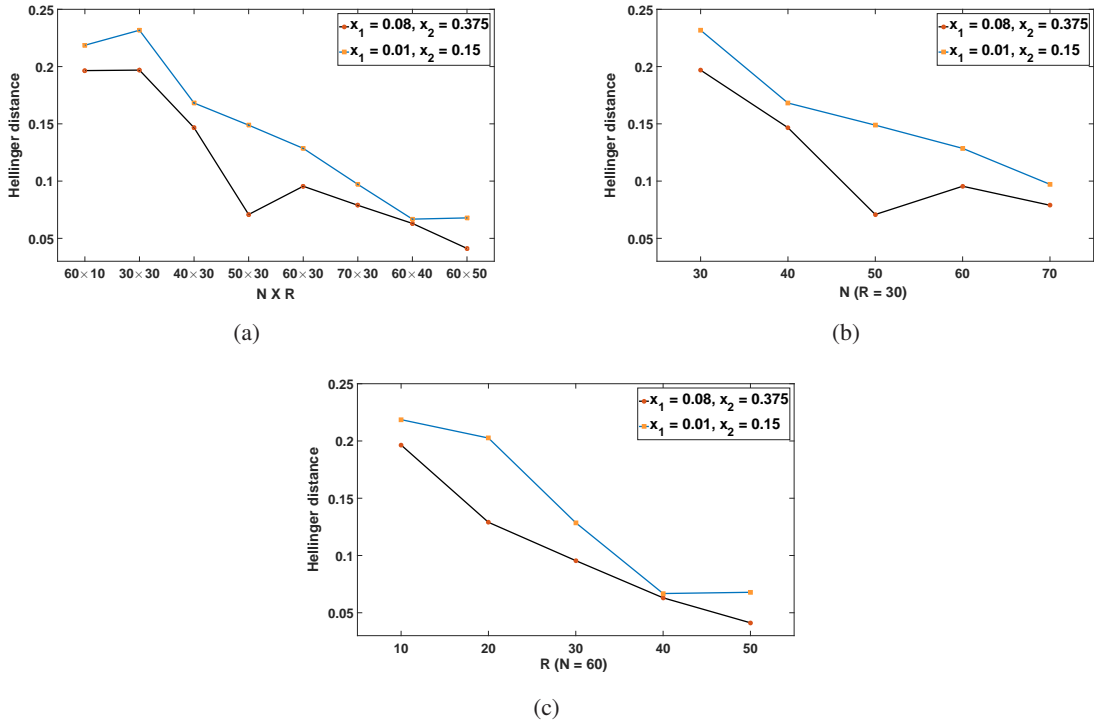 0.25
0.2
0.15
0.1
0.05
Hellinger distance
x1 = 0.08, x2 = 0.375
x1 = 0.01, x2 = 0.15
60×10 30×30 40×30 50×30 60×30 70×30 60×40 60×50
N X R
(a)
0.25
0.2
0.15
0.1
0.05
Hellinger distance
x1 = 0.08, x2 = 0.375
x1 = 0.01, x2 = 0.15
30 40 50 60 70
N (R = 30)
(b)
0.25
0.2
0.15
0.1
0.05
Hellinger distance
x1 = 0.08, x2 = 0.375
x1 = 0.01, x2 = 0.15
10 20 30 40 50
R (N = 60)
(c)